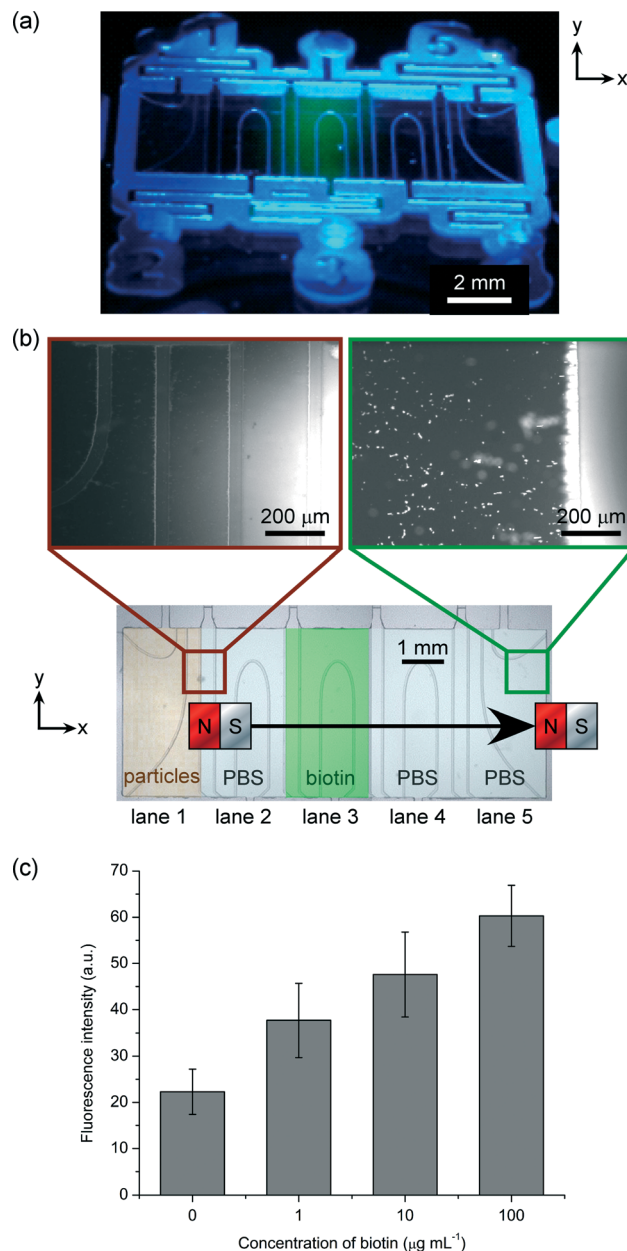 (a)
y
x
2 mm
(b)
200 μm
200 μm
1 mm
y
x
N S
N S
particles PBS biotin PBS PBS
lane 1 lane 2 lane 3 lane 4 lane 5
(c)
Fluorescence intensity (a.u.)
70
60
50
40
30
20
10
0
0 1 10 100
Concentration of biotin (μg mL⁻¹)